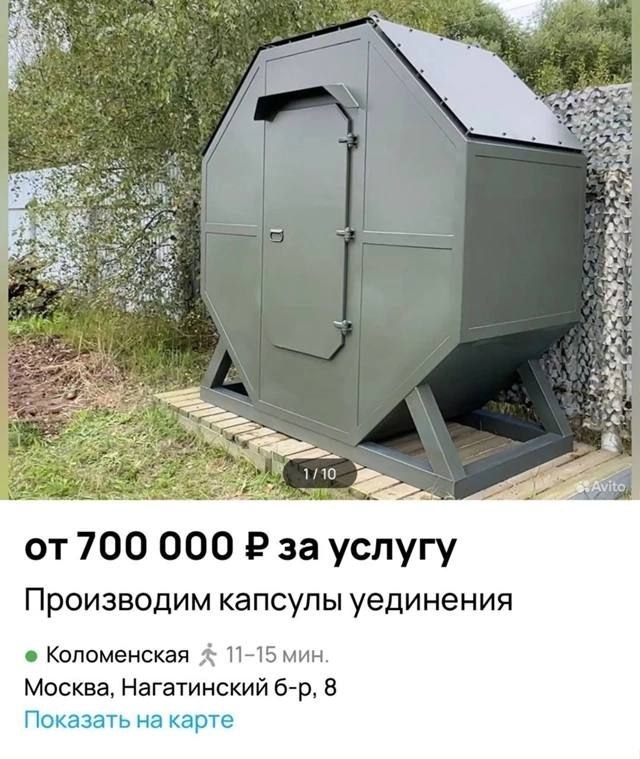 1/10
Avito
от 700 000 ₽ за услугу
Производим капсулы уединения
Коломенская 11–15 мин.
Москва, Нагатинский б-р, 8
Показать на карте